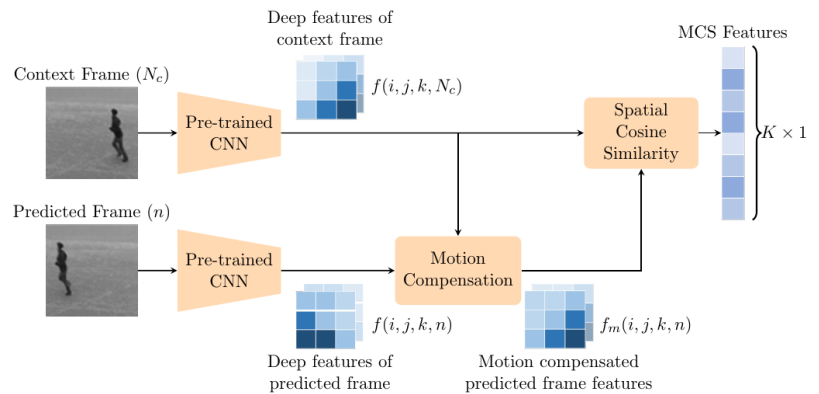 Deep features of
context frame
MCS Features
Context Frame (N_c)
f(i, j, k, N_c)
Pre-trained
CNN
Spatial
Cosine
Similarity
K × 1
Predicted Frame (n)
Pre-trained
CNN
Motion
Compensation
f(i, j, k, n)
f_m(i, j, k, n)
Deep features of
predicted frame
Motion compensated
predicted frame features